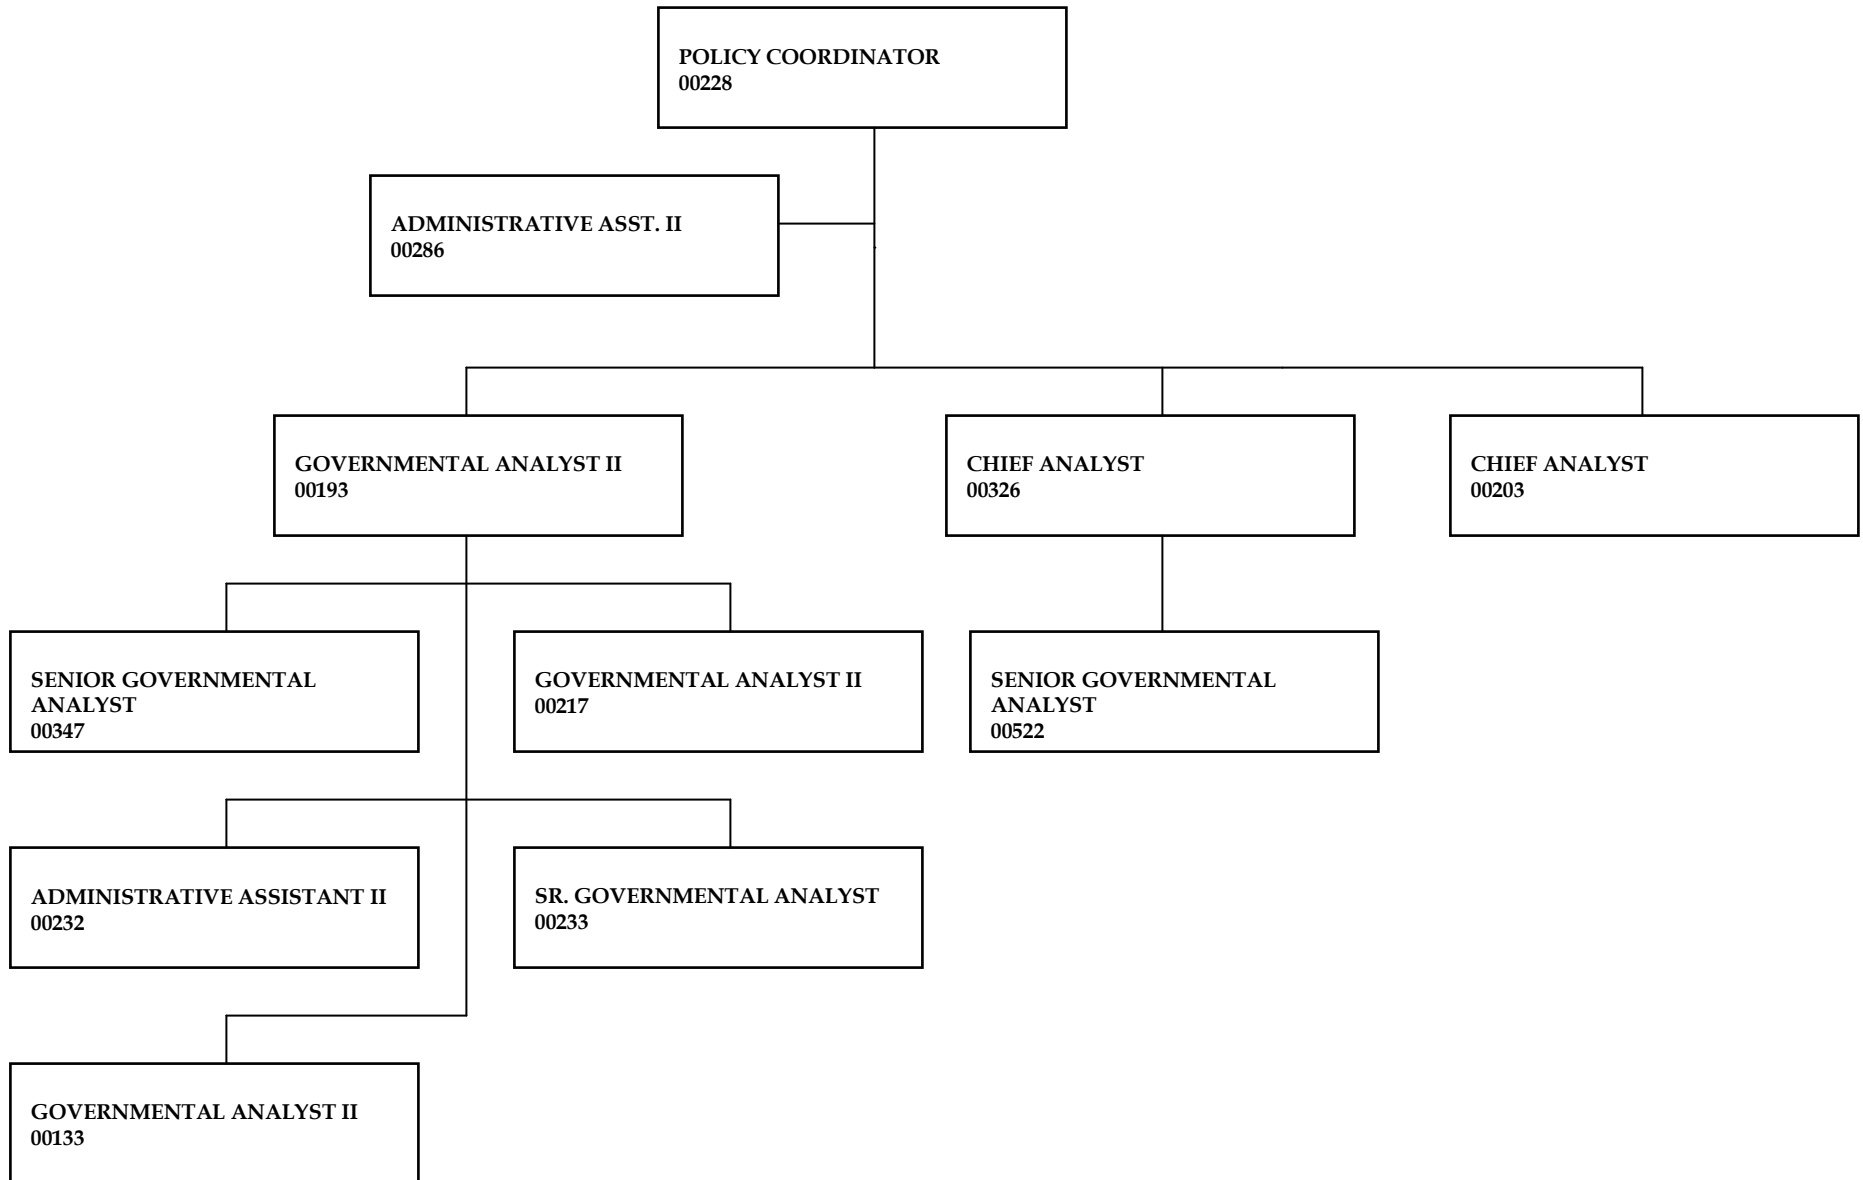 POLICY COORDINATOR
00228
ADMINISTRATIVE ASST. II
00286
GOVERNMENTAL ANALYST II
00193
CHIEF ANALYST
00326
CHIEF ANALYST
00203
SENIOR GOVERNMENTAL
ANALYST
00347
GOVERNMENTAL ANALYST II
00217
SENIOR GOVERNMENTAL
ANALYST
00522
ADMINISTRATIVE ASSISTANT II
00232
SR. GOVERNMENTAL ANALYST
00233
GOVERNMENTAL ANALYST II
00133